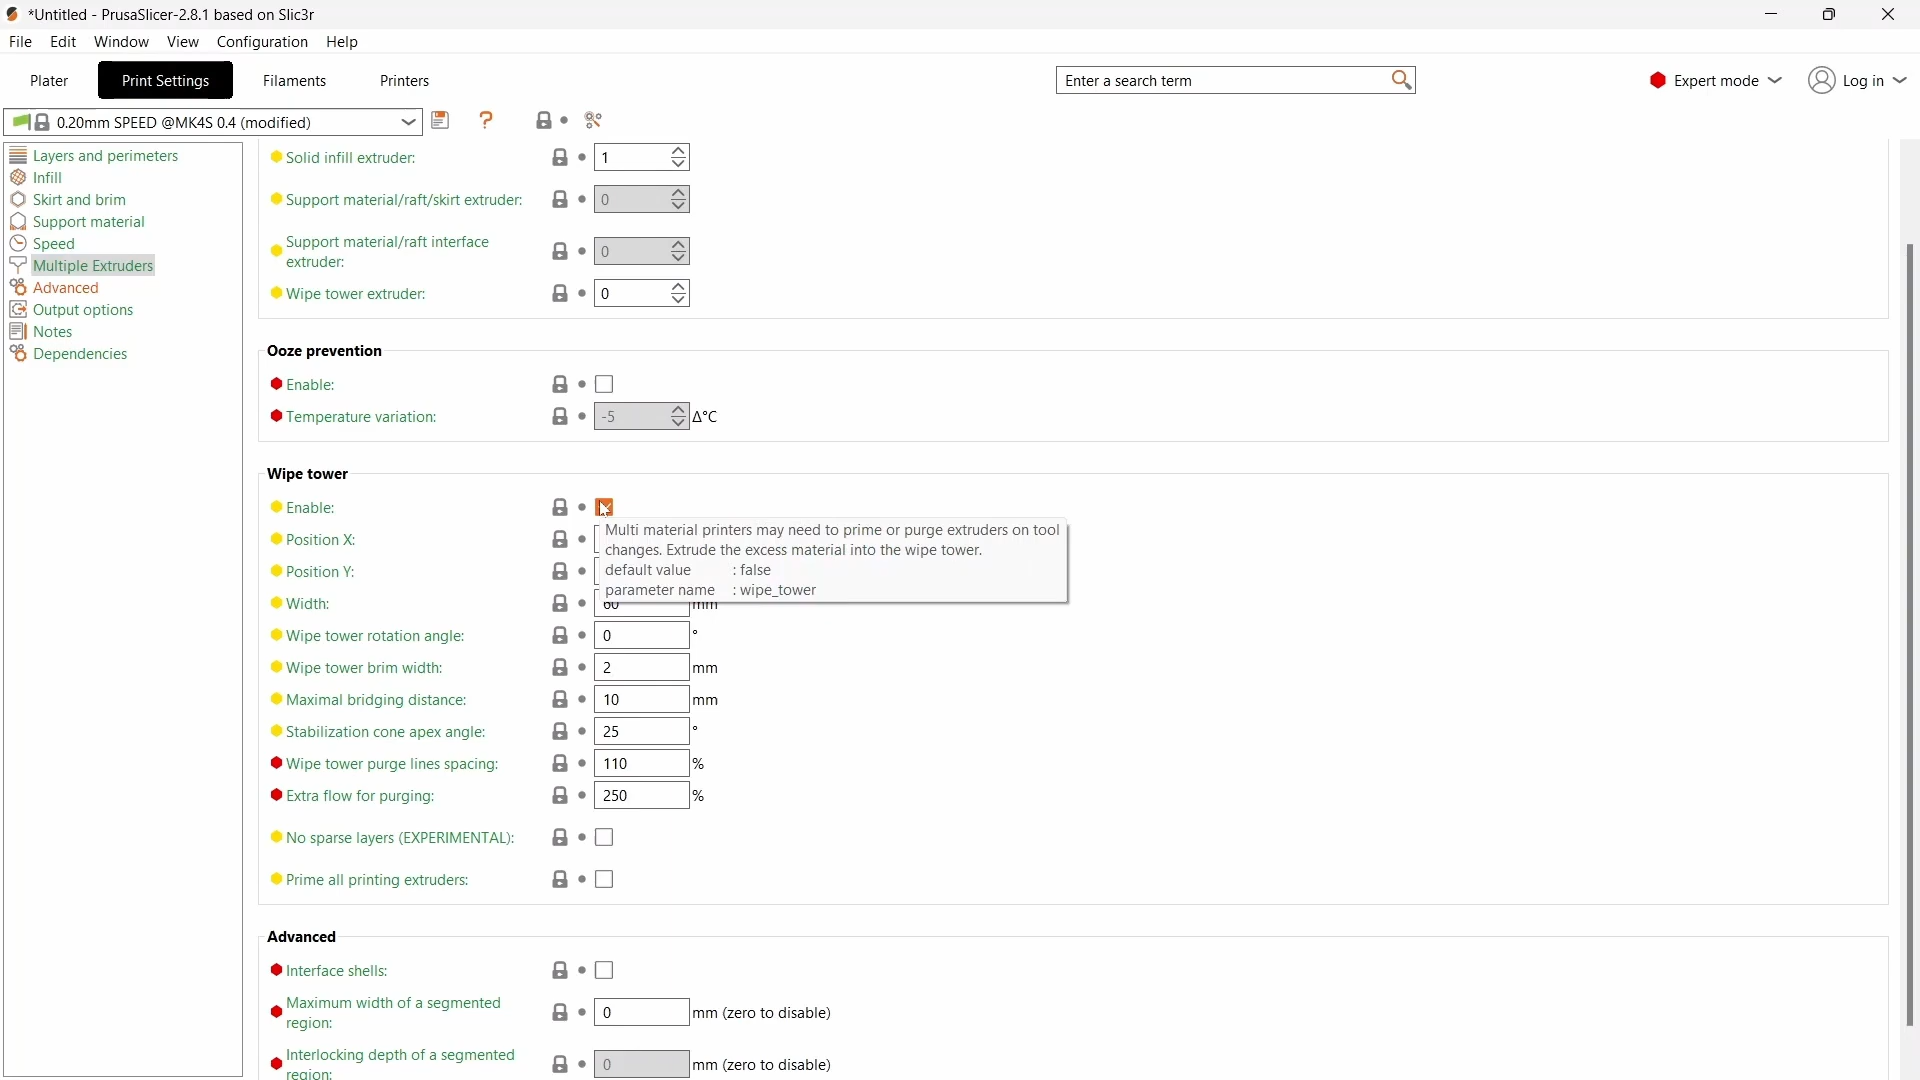 *Untitled - PrusaSlicer-2.8.1 based on Slic3r
File Edit Window View Configuration Help
Plater Print Settings Filaments Printers Enter a search term Expert mode Log in
0.20mm SPEED @MK4S 0.4 (modified) ?
Layers and perimeters
Infill
Skirt and brim
Support material
Speed
Multiple Extruders
Advanced
Output options
Notes
Dependencies
Solid infill extruder: 1
Support material/raft/skirt extruder: 0
Support material/raft interface
extruder: 0
Wipe tower extruder: 0
Ooze prevention
Enable:
Temperature variation: -5 Δ°C
Wipe tower
Enable:
Multi material printers may need to prime or purge extruders on tool
changes. Extrude the excess material into the wipe tower.
default value : false
parameter name : wipe_tower
Position X:
Position Y:
Width: 60 mm
Wipe tower rotation angle: 0 °
Wipe tower brim width: 2 mm
Maximal bridging distance: 10 mm
Stabilization cone apex angle: 25 °
Wipe tower purge lines spacing: 110 %
Extra flow for purging: 250 %
No sparse layers (EXPERIMENTAL):
Prime all printing extruders:
Advanced
Interface shells:
Maximum width of a segmented
region: 0 mm (zero to disable)
Interlocking depth of a segmented
region: 0 mm (zero to disable)